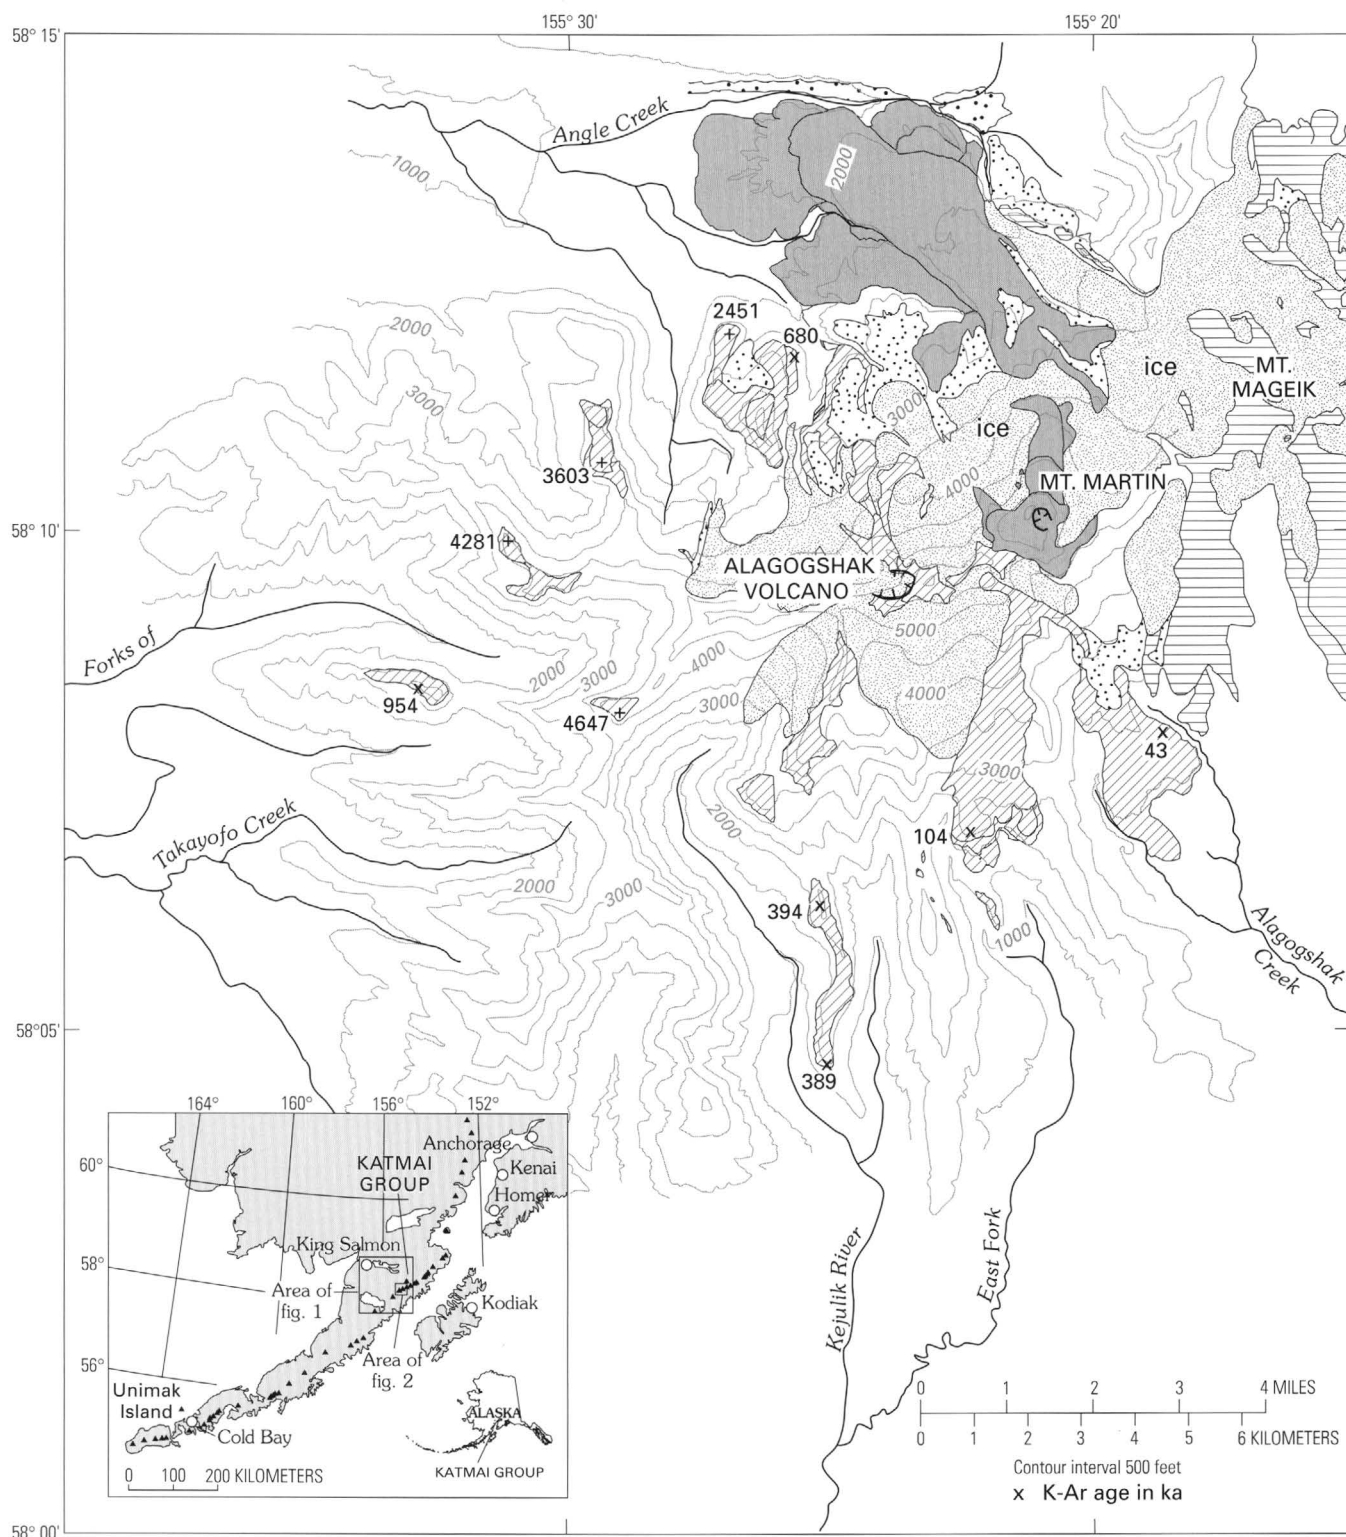 155° 30'
155° 20'
58° 15'
Angle Creek
1000
2000
2451
680
2000
3000
3000
ice
ice
MT.
MAGEIK
3603
4000
MT. MARTIN
58° 10'
4281
ALAGOGSHAK
VOLCANO
Forks of
5000
2000
3000
4000
3000
4000
954
4647
43
3000
2000
104
Takayofo Creek
2000
3000
394
1000
Alagogshak
Creek
58° 05'
389
164°
160°
156°
152°
Anchorage
60°
KATMAI
GROUP
Kenai
Homer
King Salmon
58°
Area of
fig. 1
Kodiak
56°
Area of
fig. 2
Unimak
Island
Cold Bay
ALASKA
0 100 200 KILOMETERS
KATMAI GROUP
Kejulik River
East Fork
0 1 2 3 4 MILES
0 1 2 3 4 5 6 KILOMETERS
Contour interval 500 feet
x K-Ar age in ka
58° 00'